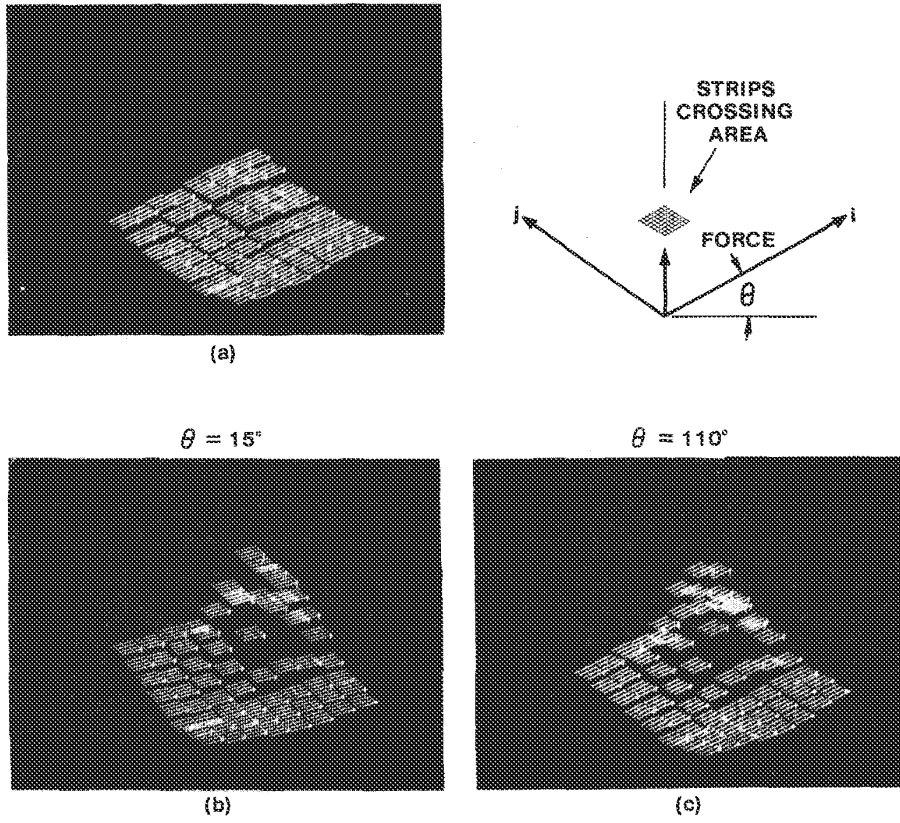 STRIPS
CROSSING
AREA
j
i
FORCE
θ
(a)
θ = 15°
θ = 110°
(b)
(c)